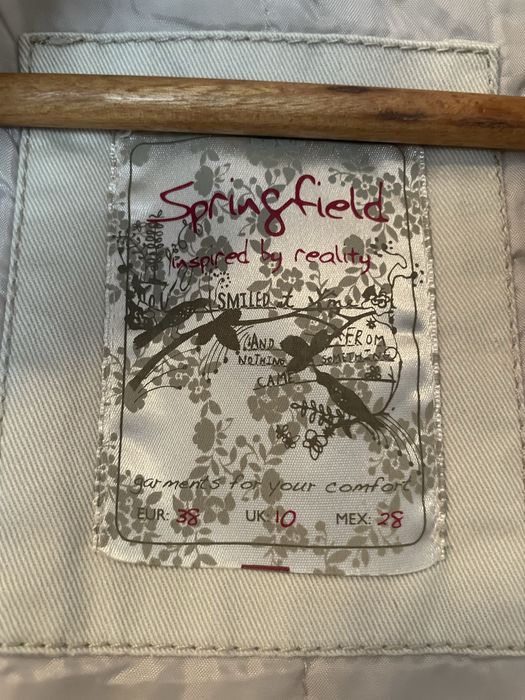 Springfield
inspired by reality
SMILED
AND FROM
NOTHING SOMETHING
CAME
garments for your comfort
EUR: 38 UK: 10 MEX: 28